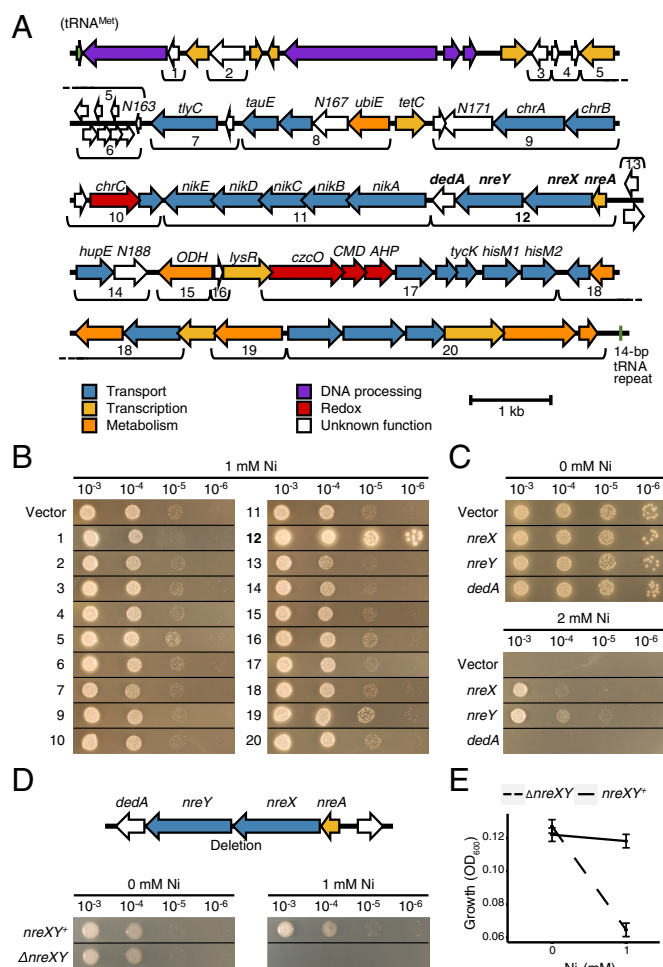 A
(tRNA^Met)
1 2 3 4 5
5 N163 tlyC tauE N167 ubiE tetC N171 chrA chrB
6 7 8 9 13
chrC nikE nikD nikC nikB nikA dedA nreY nreX nreA
10 11 12
hupE N188 ODH lysR czcO CMD AHP tycK hisM1 hisM2
14 15 16 17 18
18 19 20 14-bp
tRNA
repeat
Transport DNA processing
Transcription Redox
Metabolism Unknown function
1 kb
B
1 mM Ni
10^-3 10^-4 10^-5 10^-6 10^-3 10^-4 10^-5 10^-6
Vector 11
1 12
2 13
3 14
4 15
5 16
6 17
7 18
9 19
10 20
C
0 mM Ni
10^-3 10^-4 10^-5 10^-6
Vector
nreX
nreY
dedA
2 mM Ni
10^-3 10^-4 10^-5 10^-6
Vector
nreX
nreY
dedA
D
dedA nreY nreX nreA
Deletion
0 mM Ni 1 mM Ni
10^-3 10^-4 10^-5 10^-6 10^-3 10^-4 10^-5 10^-6
nreXY+
ΔnreXY
E
ΔnreXY nreXY+
Growth (OD600)
0.12
0.08
0.06
0 1
Ni (mM)